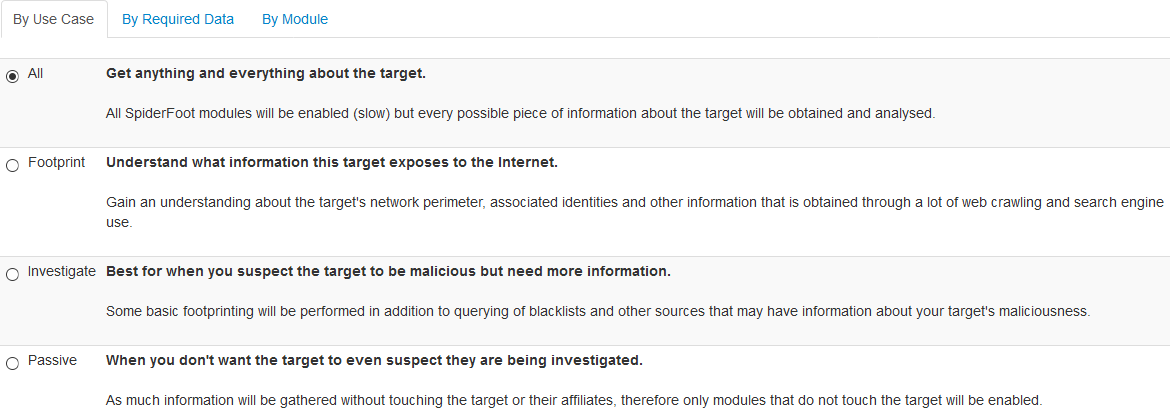 By Use Case By Required Data By Module
All Get anything and everything about the target.
All SpiderFoot modules will be enabled (slow) but every possible piece of information about the target will be obtained and analysed.
Footprint Understand what information this target exposes to the Internet.
Gain an understanding about the target's network perimeter, associated identities and other information that is obtained through a lot of web crawling and search engine
use.
Investigate Best for when you suspect the target to be malicious but need more information.
Some basic footprinting will be performed in addition to querying of blacklists and other sources that may have information about your target's maliciousness.
Passive When you don't want the target to even suspect they are being investigated.
As much information will be gathered without touching the target or their affiliates, therefore only modules that do not touch the target will be enabled.